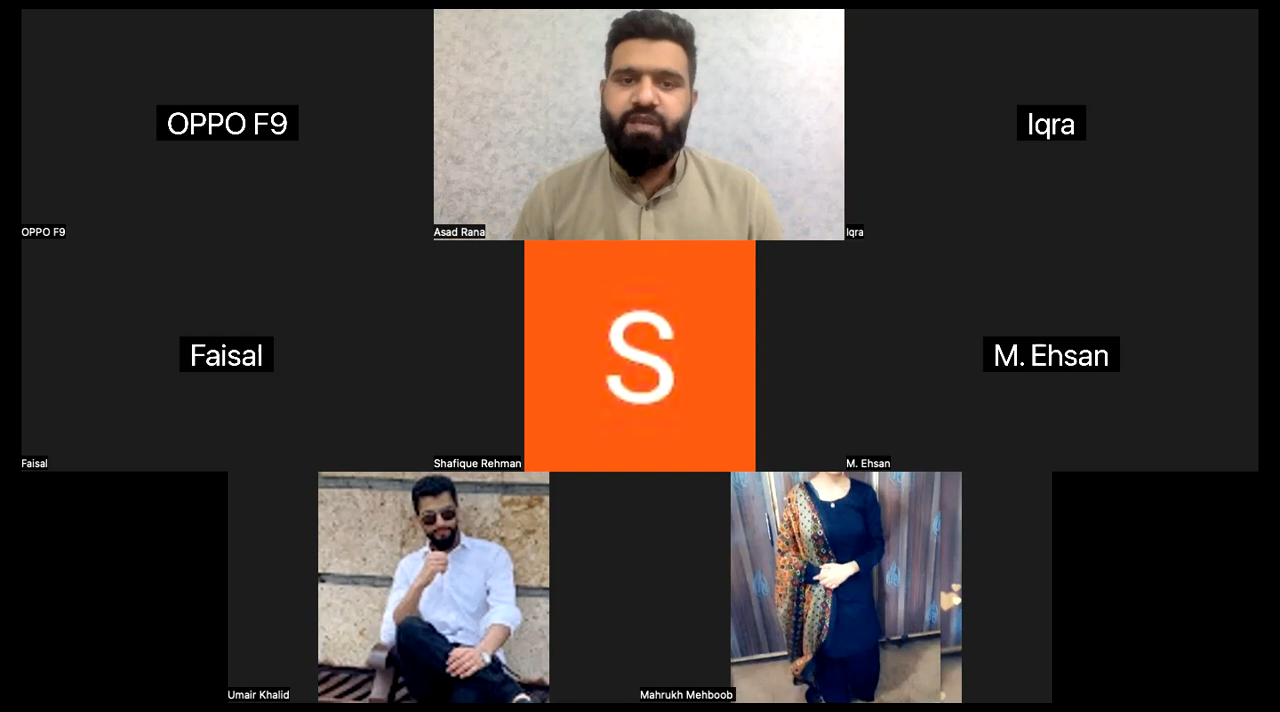 OPPO F9
Iqra
OPPO F9
Asad Rana
Iqra
Faisal
S
M. Ehsan
Faisal
Shafique Rehman
M. Ehsan
Umair Khalid
Mahrukh Mehboob